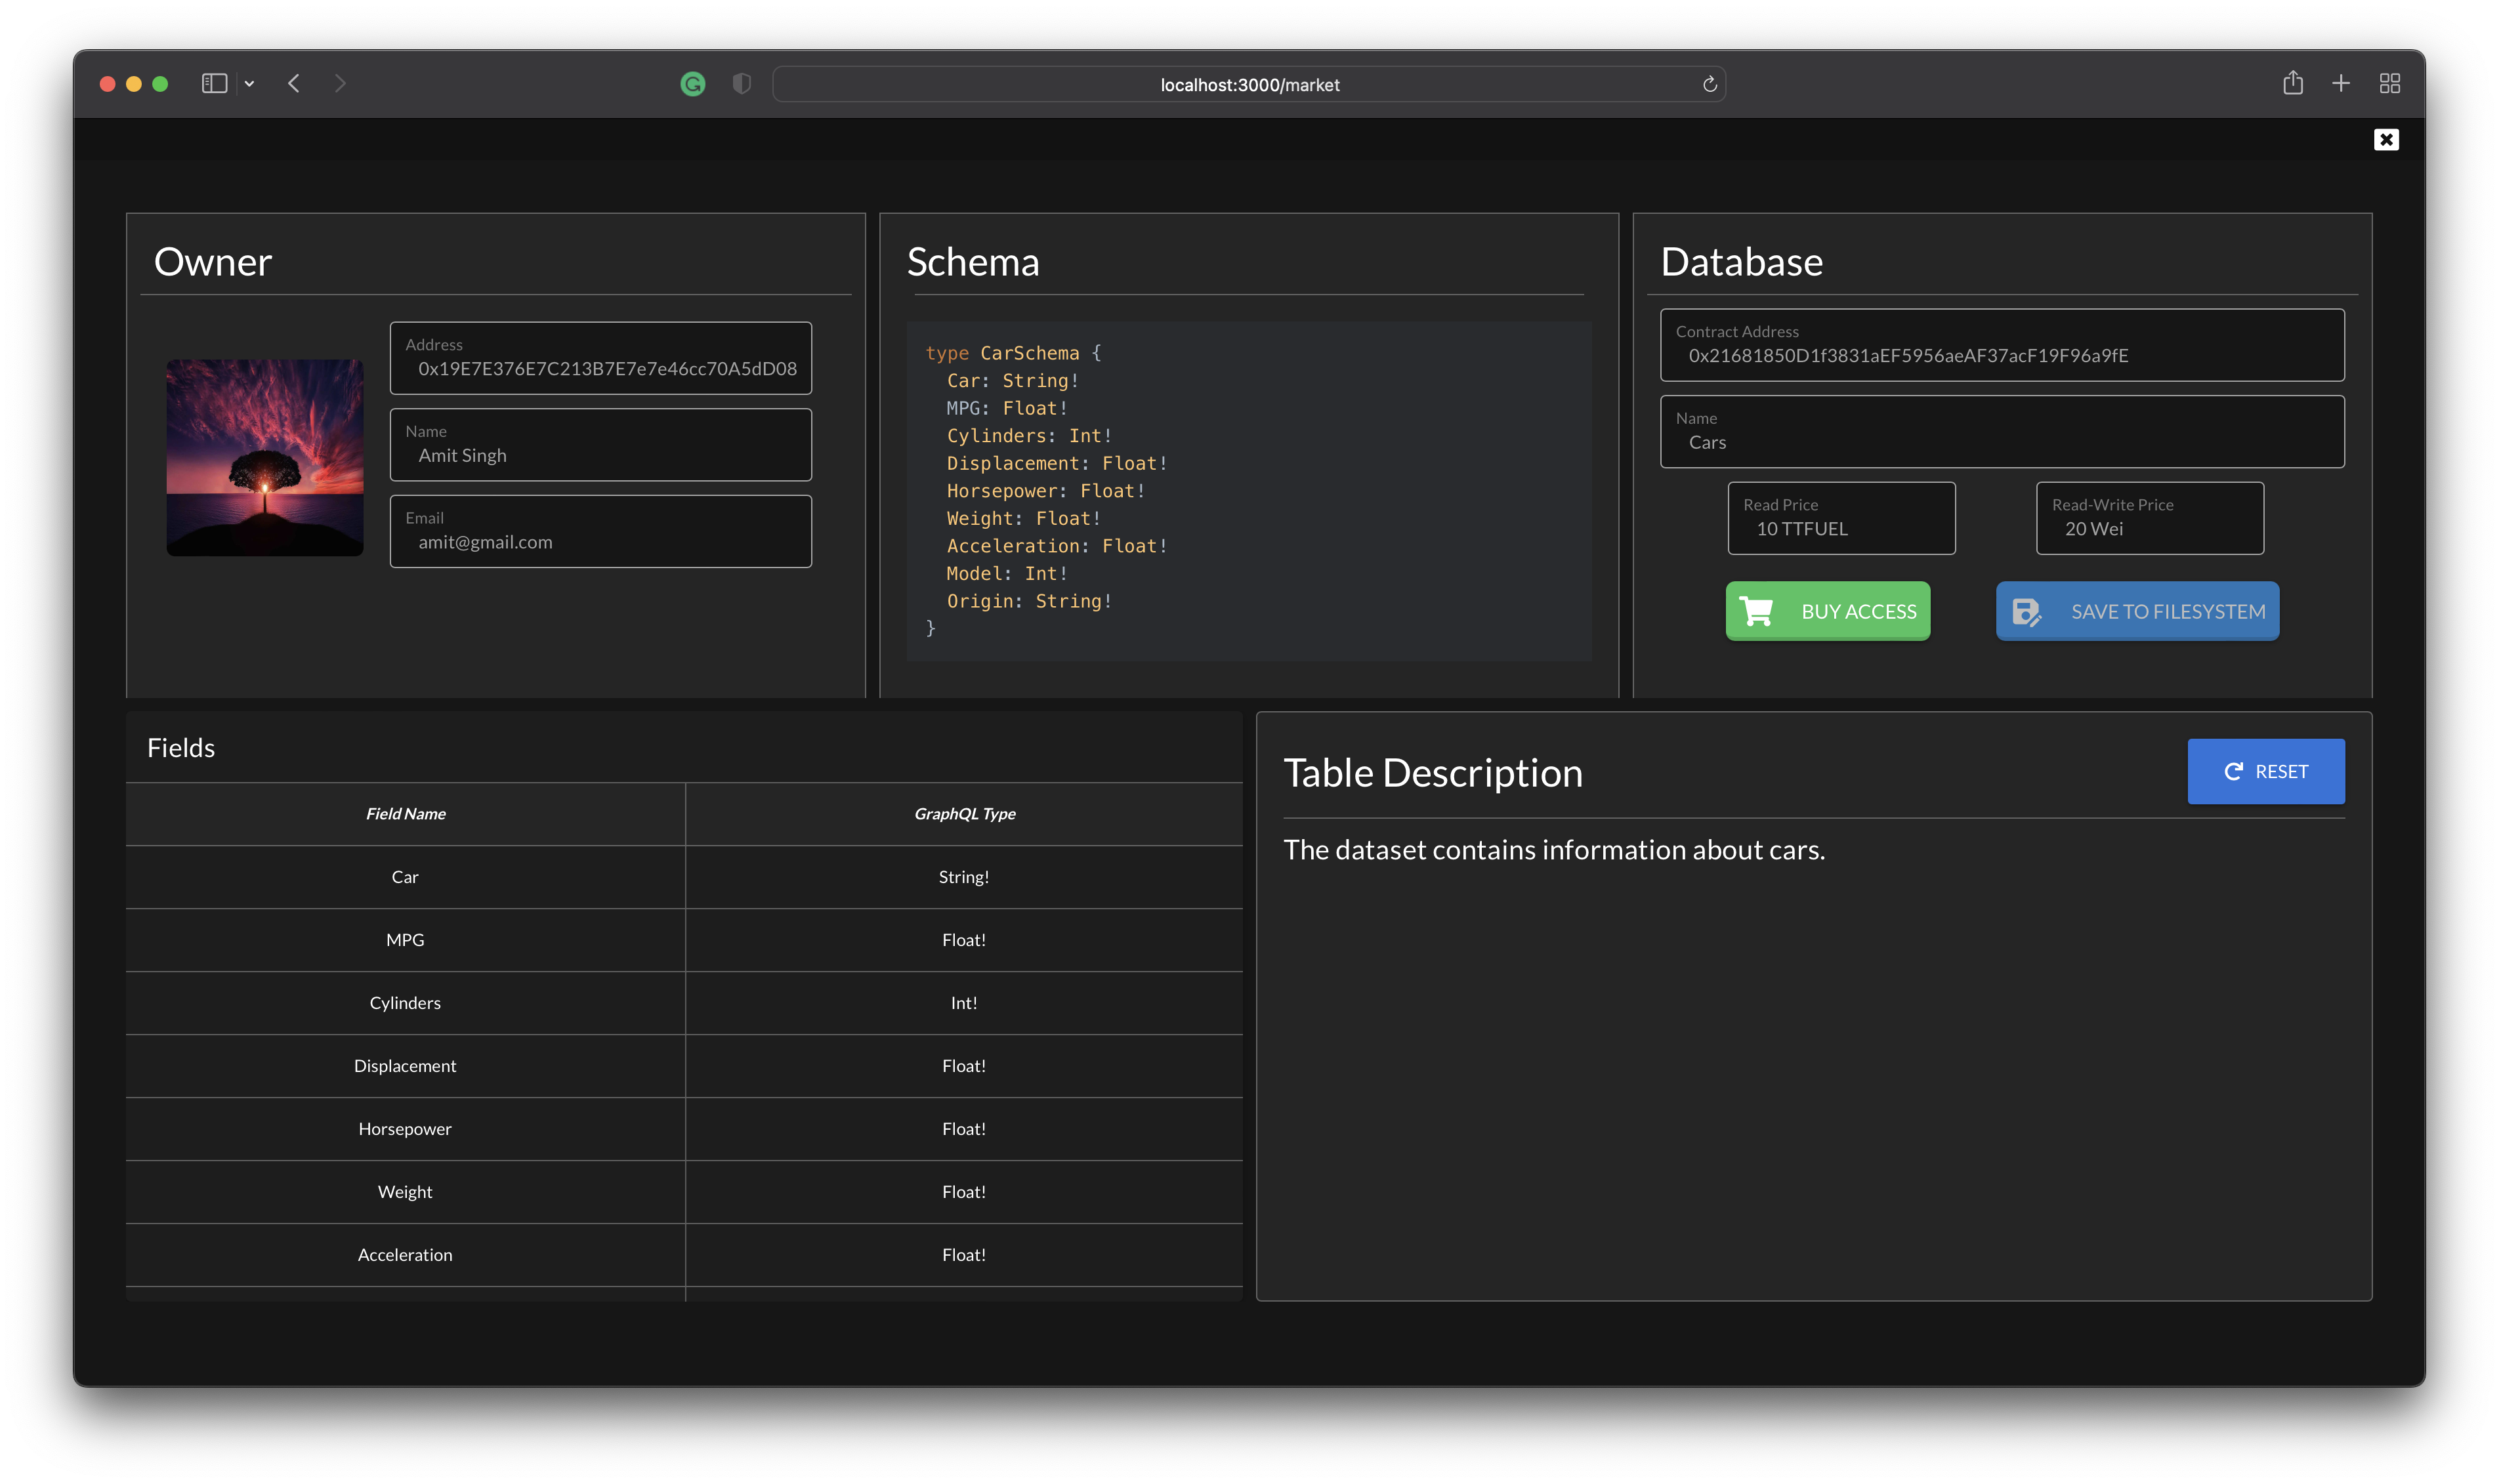 localhost:3000/market
Owner
Address
0x19E7E376E7C213B7E7e7e46cc70A5dD08
Name
Amit Singh
Email
amit@gmail.com
Schema
type CarSchema {
Car: String!
MPG: Float!
Cylinders: Int!
Displacement: Float!
Horsepower: Float!
Weight: Float!
Acceleration: Float!
Model: Int!
Origin: String!
}
Database
Contract Address
0x21681850D1f3831aEF5956aeAF37acF19F96a9fE
Name
Cars
Read Price
10 TTFUEL
Read-Write Price
20 Wei
BUY ACCESS
SAVE TO FILESYSTEM
Fields
Field Name GraphQL Type
Car String!
MPG Float!
Cylinders Int!
Displacement Float!
Horsepower Float!
Weight Float!
Acceleration Float!
Table Description
RESET
The dataset contains information about cars.